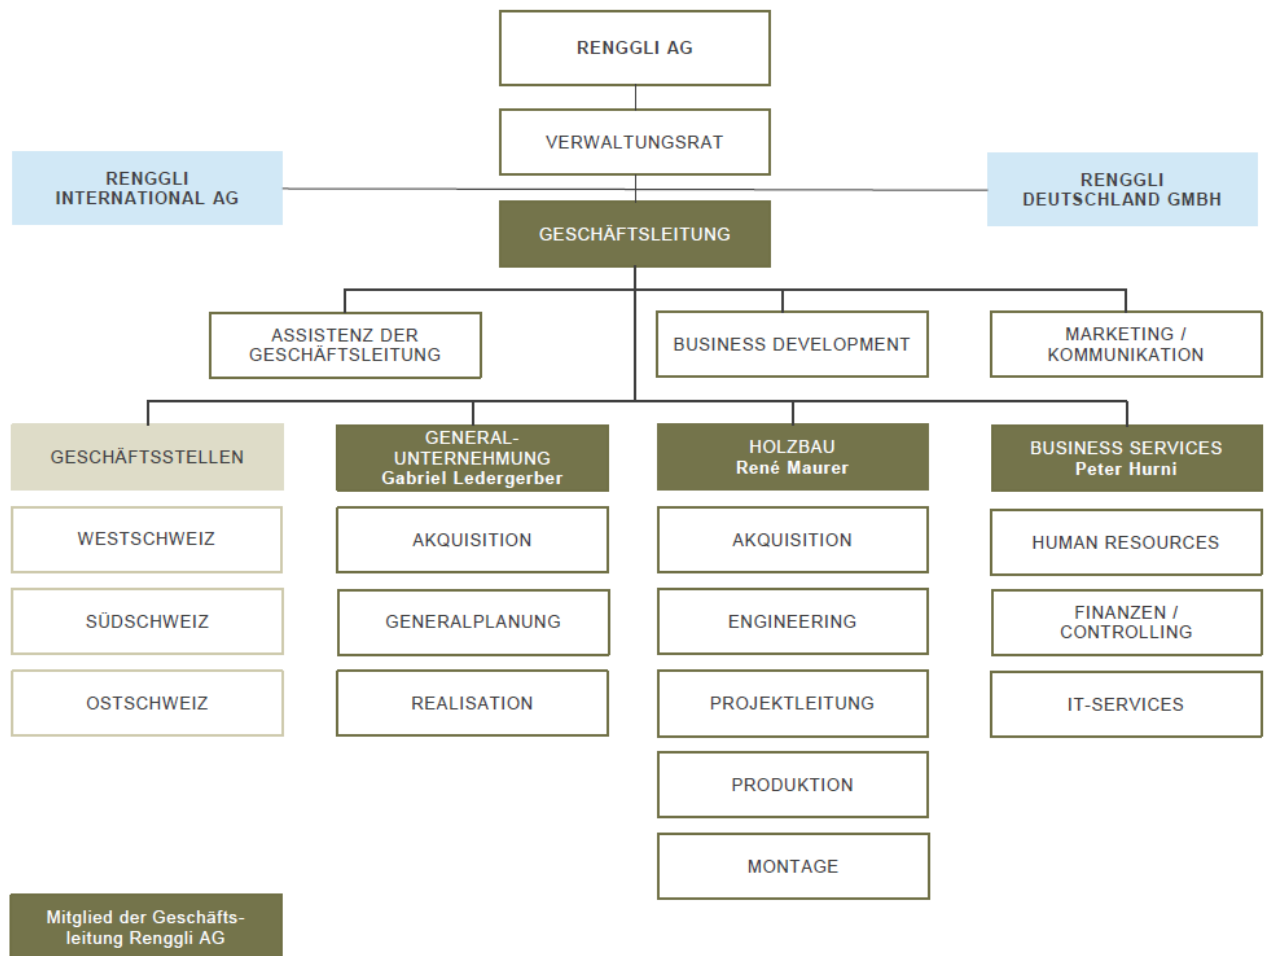 RENGGLI AG
VERWALTUNGSRAT
RENGGLI
INTERNATIONAL AG
RENGGLI
DEUTSCHLAND GMBH
GESCHÄFTSLEITUNG
ASSISTENZ DER
GESCHÄFTSLEITUNG
BUSINESS DEVELOPMENT
MARKETING /
KOMMUNIKATION
GESCHÄFTSSTELLEN
WESTSCHWEIZ
SÜDSCHWEIZ
OSTSCHWEIZ
GENERAL-
UNTERNEHMUNG
Gabriel Ledergerber
AKQUISITION
GENERALPLANUNG
REALISATION
HOLZBAU
René Maurer
AKQUISITION
ENGINEERING
PROJEKTLEITUNG
PRODUKTION
MONTAGE
BUSINESS SERVICES
Peter Hurni
HUMAN RESOURCES
FINANZEN /
CONTROLLING
IT-SERVICES
Mitglied der Geschäfts-
leitung Renggli AG